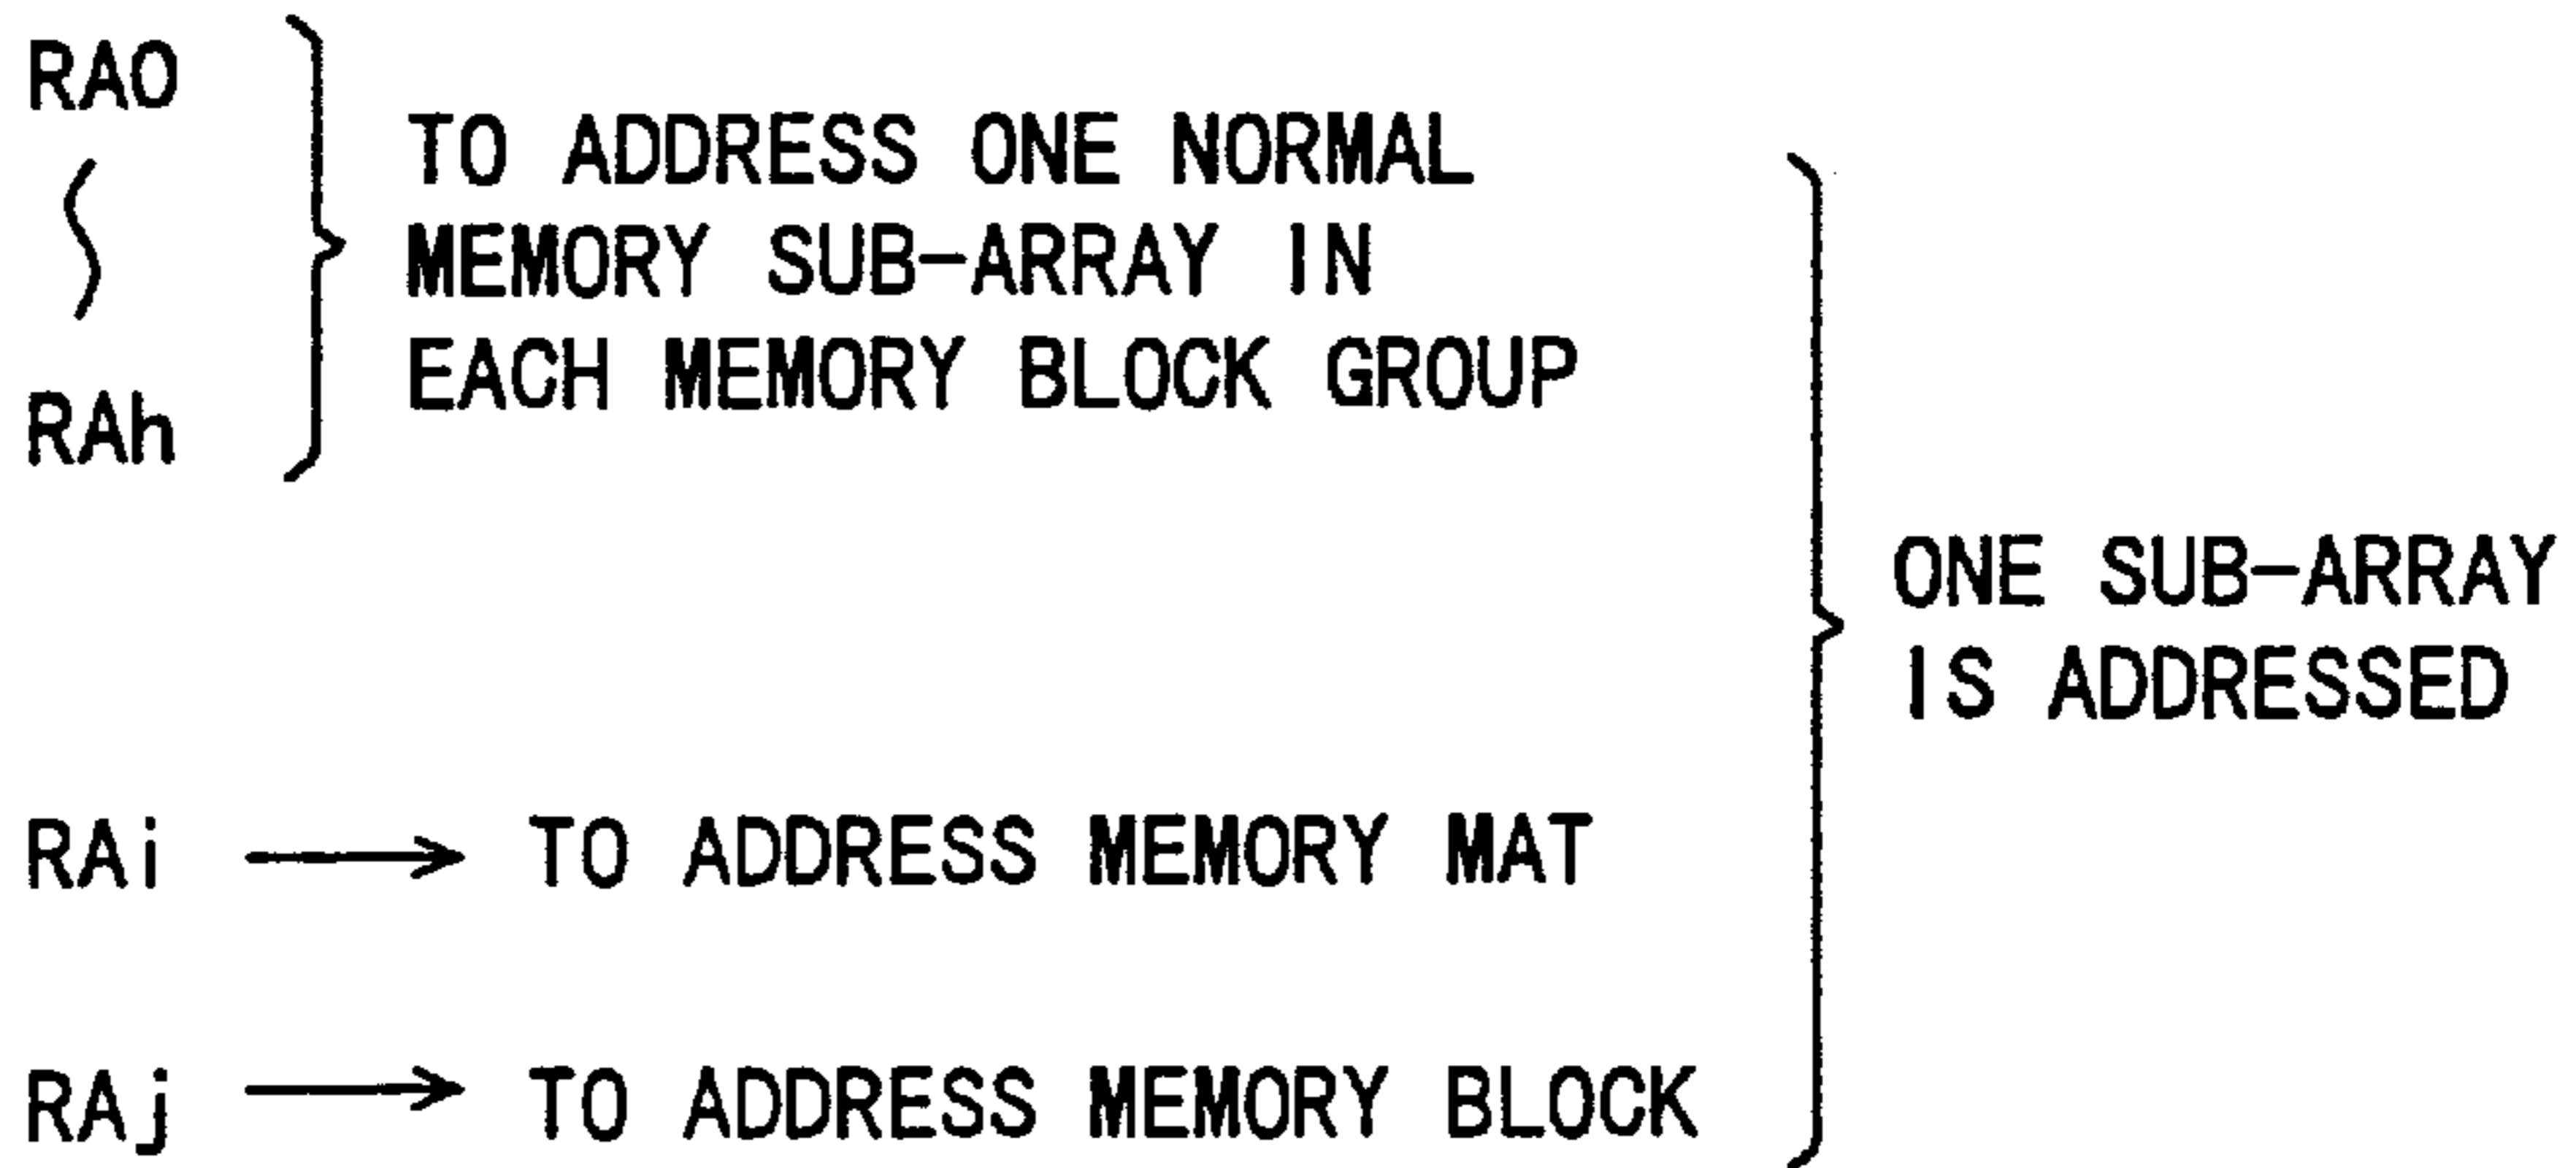 RA0
TO ADDRESS ONE NORMAL
MEMORY SUB-ARRAY IN
EACH MEMORY BLOCK GROUP
RAh
ONE SUB-ARRAY
IS ADDRESSED
RAi → TO ADDRESS MEMORY MAT
RAj → TO ADDRESS MEMORY BLOCK